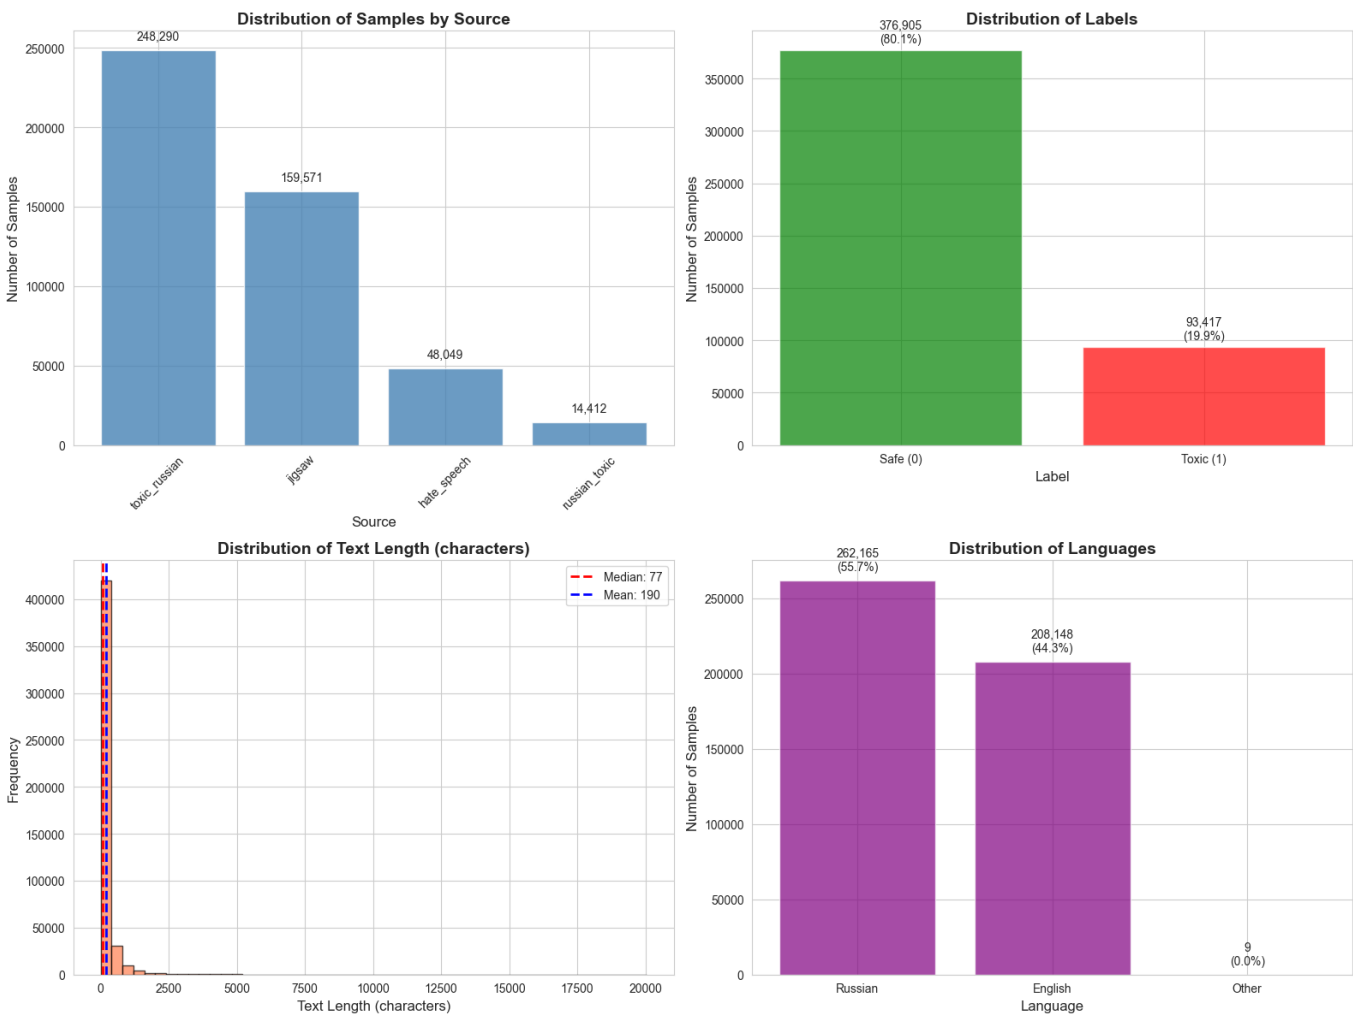 Distribution of Samples by Source
250000
200000
150000
100000
50000
0
Number of Samples
248,290
159,571
48,049
14,412
toxic_russian
jigsaw
hate_speech
russian_toxic
Source
Distribution of Labels
350000
300000
250000
200000
150000
100000
50000
0
Number of Samples
376,905
(80.1%)
93,417
(19.9%)
Safe (0)
Toxic (1)
Label
Distribution of Text Length (characters)
400000
350000
300000
250000
200000
150000
100000
50000
0
Frequency
Median: 77
Mean: 190
0
2500
5000
7500
10000
12500
15000
17500
20000
Text Length (characters)
Distribution of Languages
250000
200000
150000
100000
50000
0
Number of Samples
262,165
(55.7%)
208,148
(44.3%)
9
(0.0%)
Russian
English
Other
Language